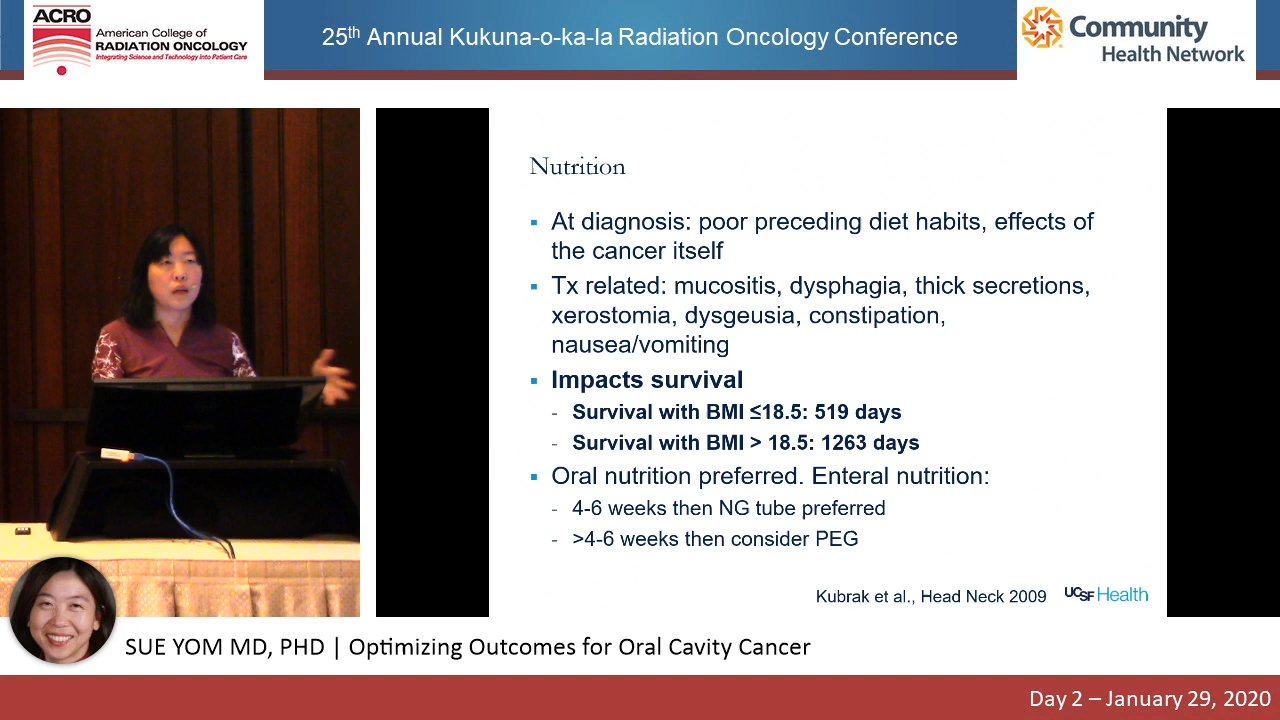 ACRO
American College of
RADIATION ONCOLOGY
Integrating Science and Technology Into Patient Care
25th Annual Kukuna-o-ka-la Radiation Oncology Conference
Community
Health Network
Nutrition
▪ At diagnosis: poor preceding diet habits, effects of
the cancer itself
▪ Tx related: mucositis, dysphagia, thick secretions,
xerostomia, dysgeusia, constipation,
nausea/vomiting
▪ Impacts survival
- Survival with BMI ≤18.5: 519 days
- Survival with BMI > 18.5: 1263 days
▪ Oral nutrition preferred. Enteral nutrition:
- 4-6 weeks then NG tube preferred
- >4-6 weeks then consider PEG
Kubrak et al., Head Neck 2009
UCSF Health
SUE YOM MD, PHD | Optimizing Outcomes for Oral Cavity Cancer
Day 2 – January 29, 2020